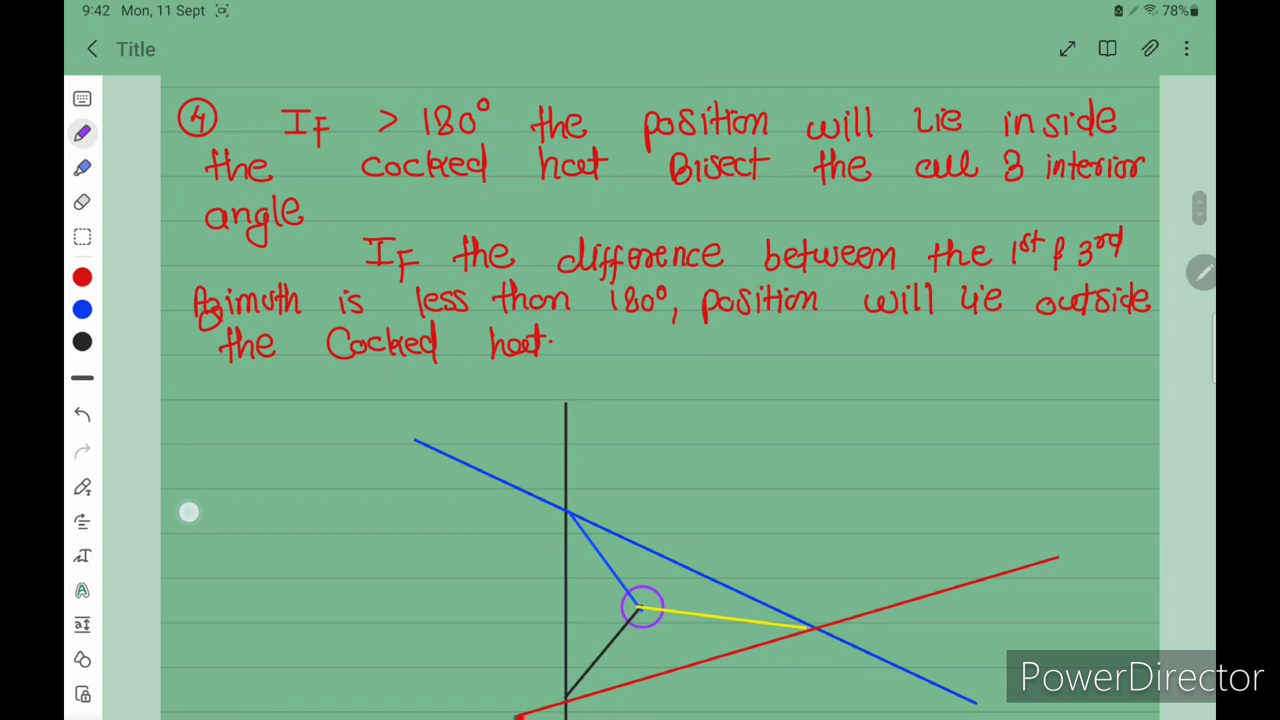 9:42 Mon, 11 Sept
78%
Title
④ IF > 180° the position will Lie inside
the cocked hat Bisect the all 3 interior
angle
IF the difference between the 1st & 3rd
Azimuth is less than 180°, position will lie outside
the Cocked hat.
PowerDirector